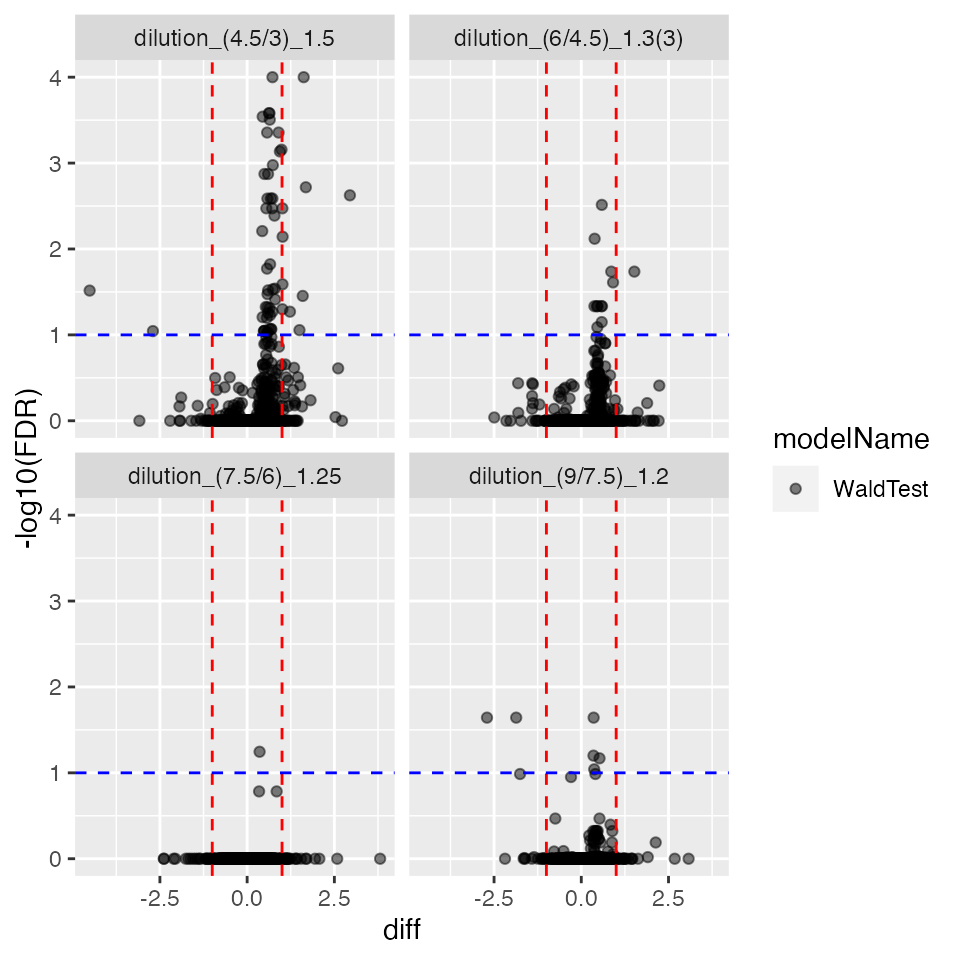 dilution_(4.5/3)_1.5
dilution_(6/4.5)_1.3(3)
4
3
2
1
0
dilution_(7.5/6)_1.25
dilution_(9/7.5)_1.2
4
3
2
1
0
-2.5
0.0
2.5
-2.5
0.0
2.5
diff
-log10(FDR)
modelName
WaldTest